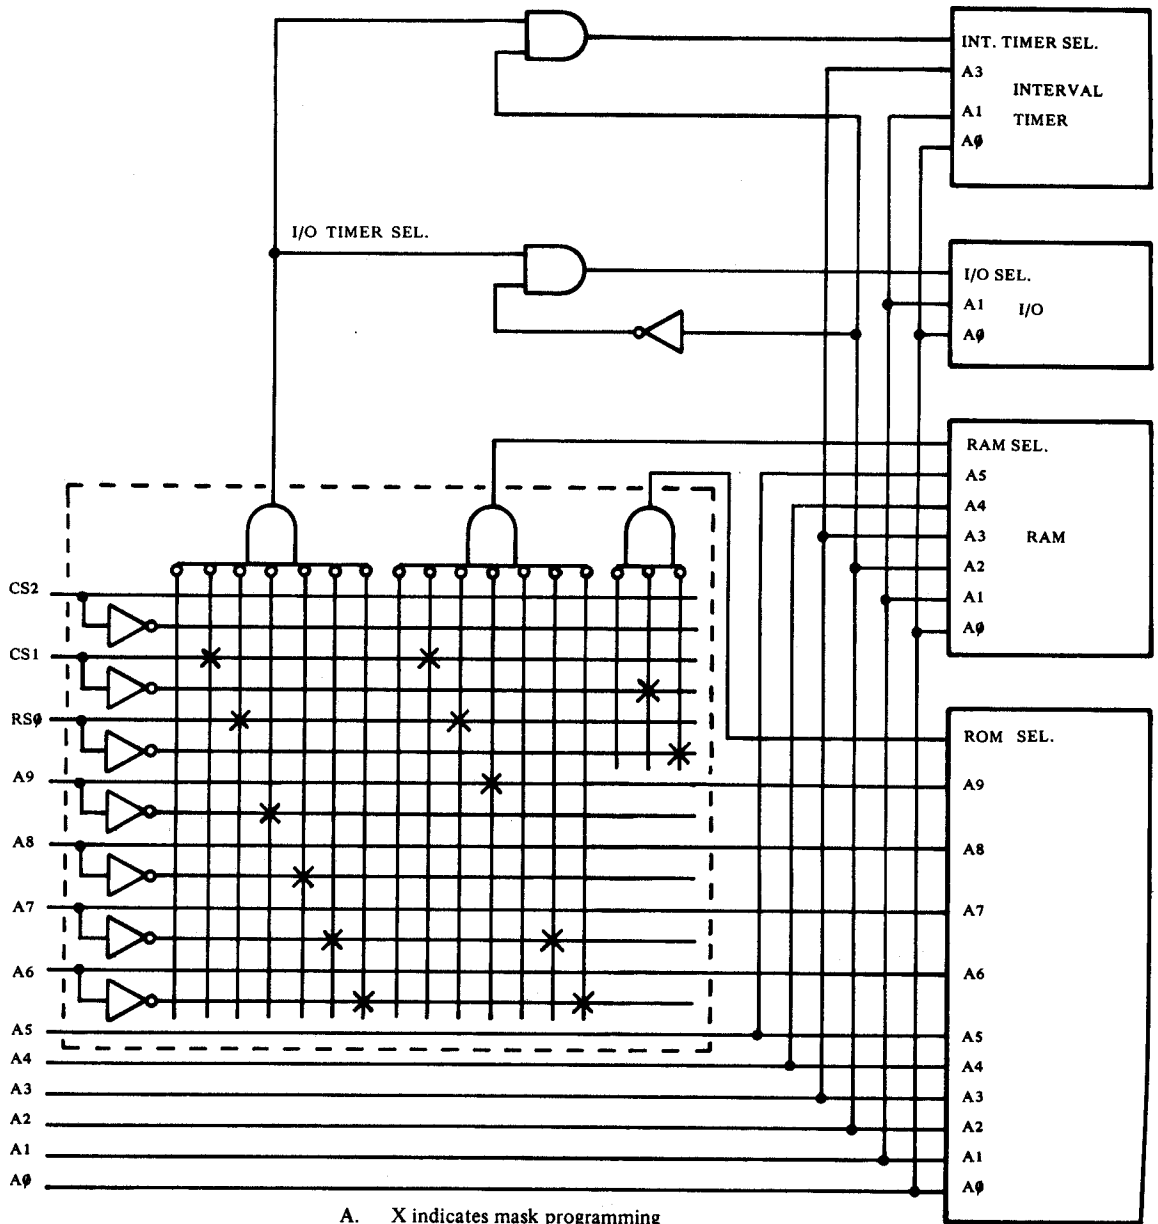 INT. TIMER SEL.
A3
INTERVAL
A1
TIMER
Aφ
I/O TIMER SEL.
I/O SEL.
A1 I/O
Aφ
RAM SEL.
A5
A4
A3 RAM
A2
A1
Aφ
CS2
CS1
RSφ
A9
A8
A7
A6
A5
A4
A3
A2
A1
Aφ
ROM SEL.
A9
A8
A7
A6
A5
A4
A3
A2
A1
Aφ
A. X indicates mask programming